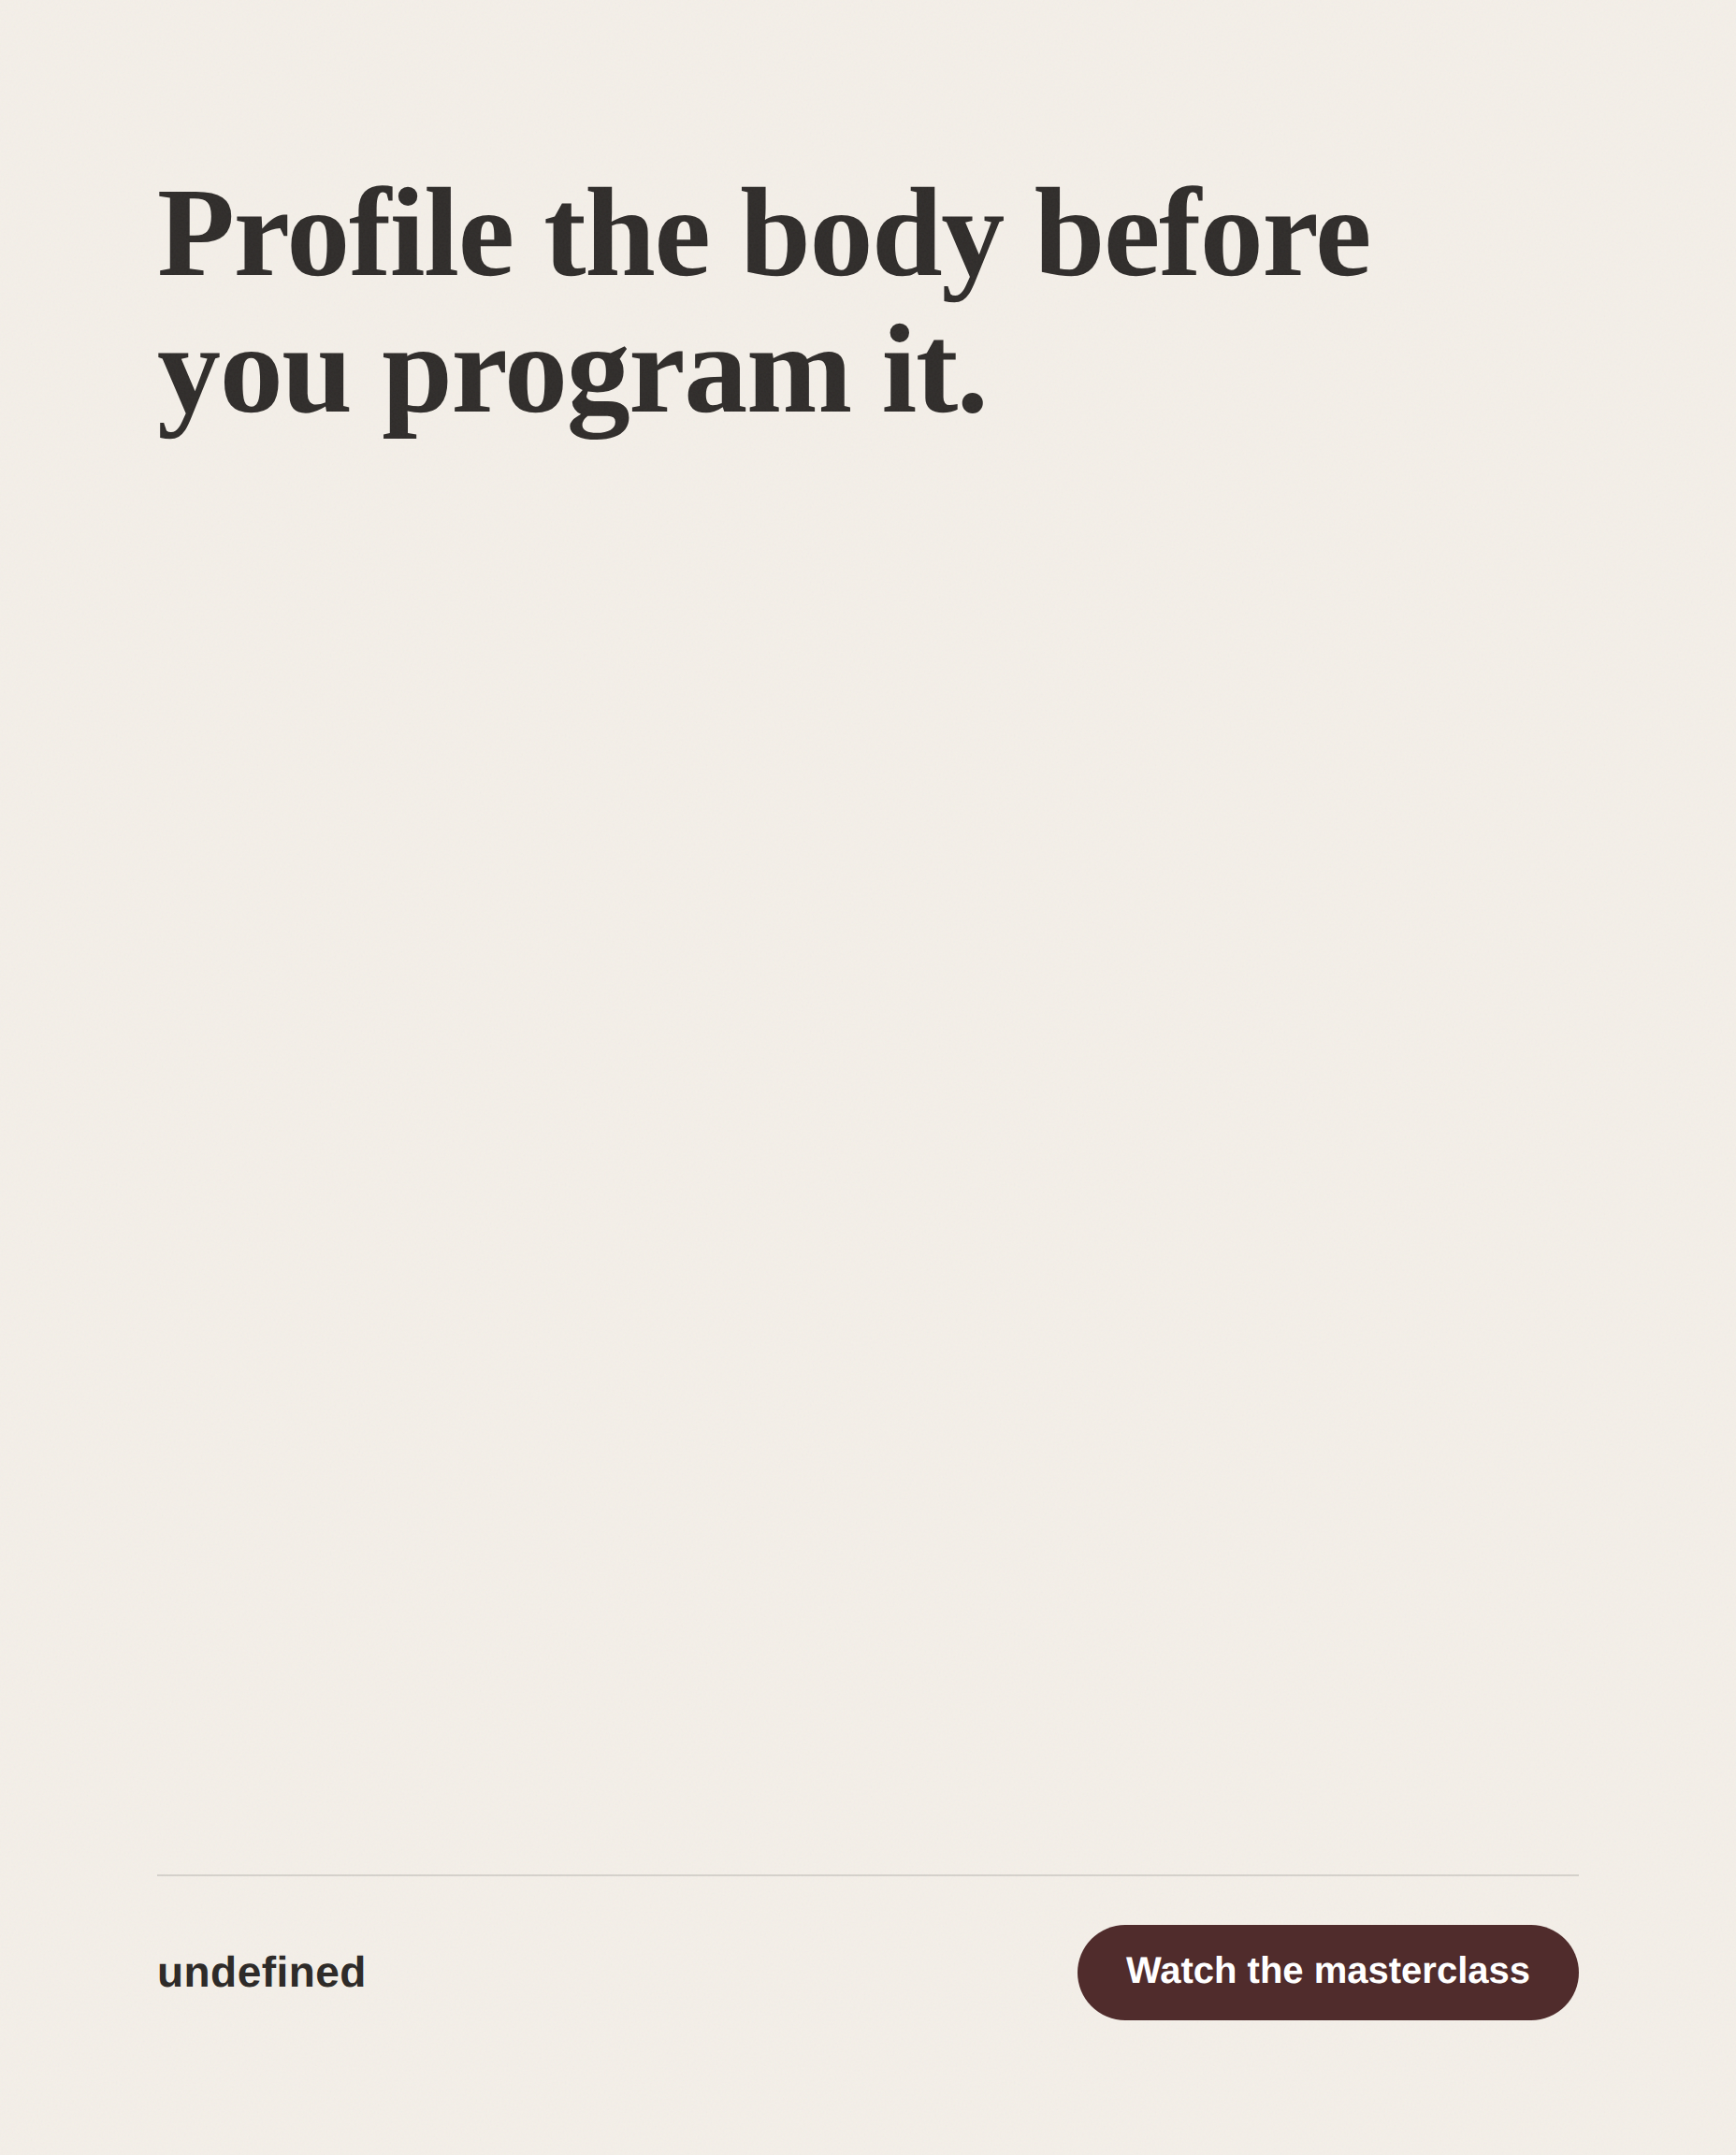 Profile the body before
you program it.
undefined
Watch the masterclass